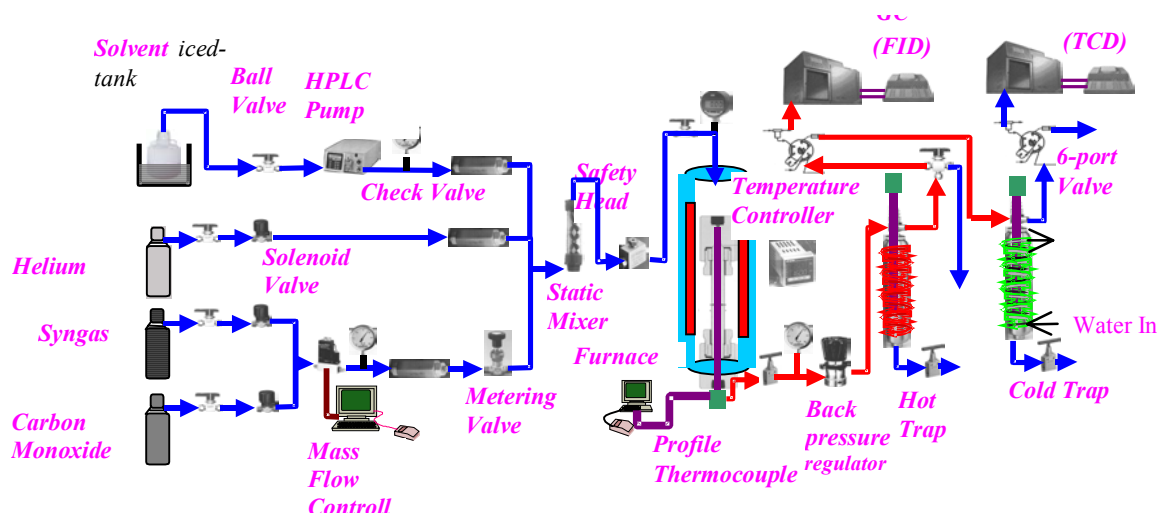 Solvent iced-
tank
Ball
Valve
HPLC
Pump
Check Valve
Helium
Solenoid
Valve
Syngas
Carbon
Monoxide
Mass
Flow
Controll
Metering
Valve
Static
Mixer
Safety
Head
Furnace
Temperature
Controller
Profile
Thermocouple
Back
pressure
regulator
Hot
Trap
(FID)
(TCD)
6-port
Valve
Water In
Cold Trap